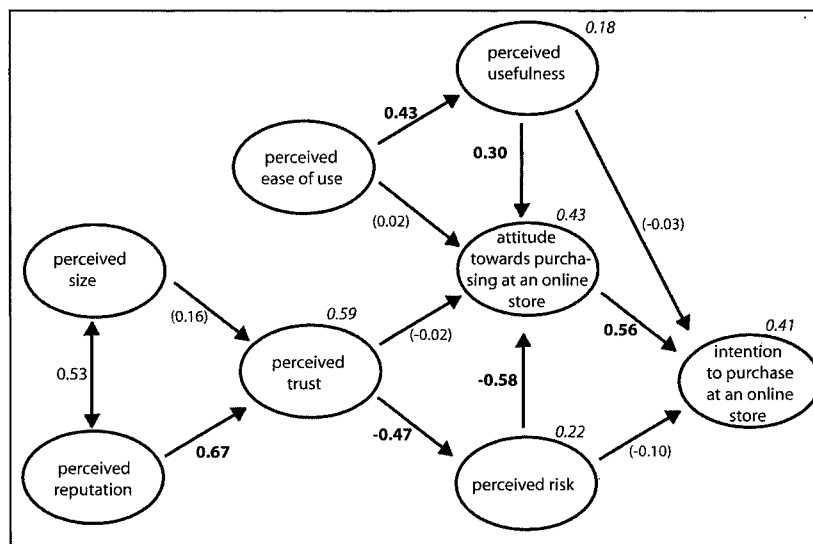 0.18
perceived
usefulness
0.43
perceived
ease of use
0.30
(0.02)
0.43
(-0.03)
attitude
towards purcha-
sing at an online
store
perceived
size
(0.16)
0.59
(-0.02)
0.56
0.41
perceived
trust
intention
to purchase
at an online
store
0.53
-0.58
0.67
-0.47
0.22
(-0.10)
perceived
reputation
perceived risk